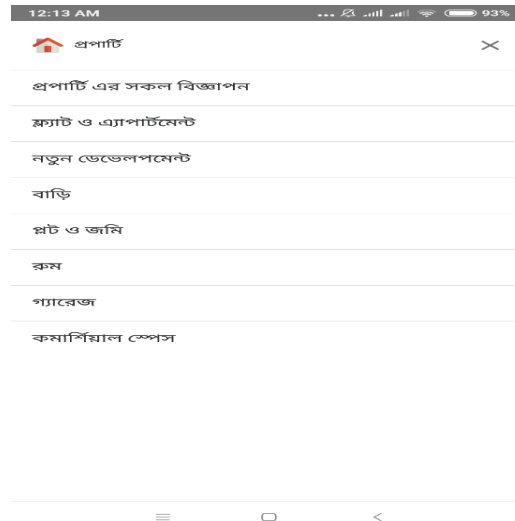 12:13 AM 93%
প্রপার্টি
প্রপার্টি এর সকল বিজ্ঞাপন
ফ্ল্যাট ও এ্যাপার্টমেন্ট
নতুন ডেভেলপমেন্ট
বাড়ি
প্লট ও জমি
রুম
গ্যারেজ
কমার্শিয়াল স্পেস